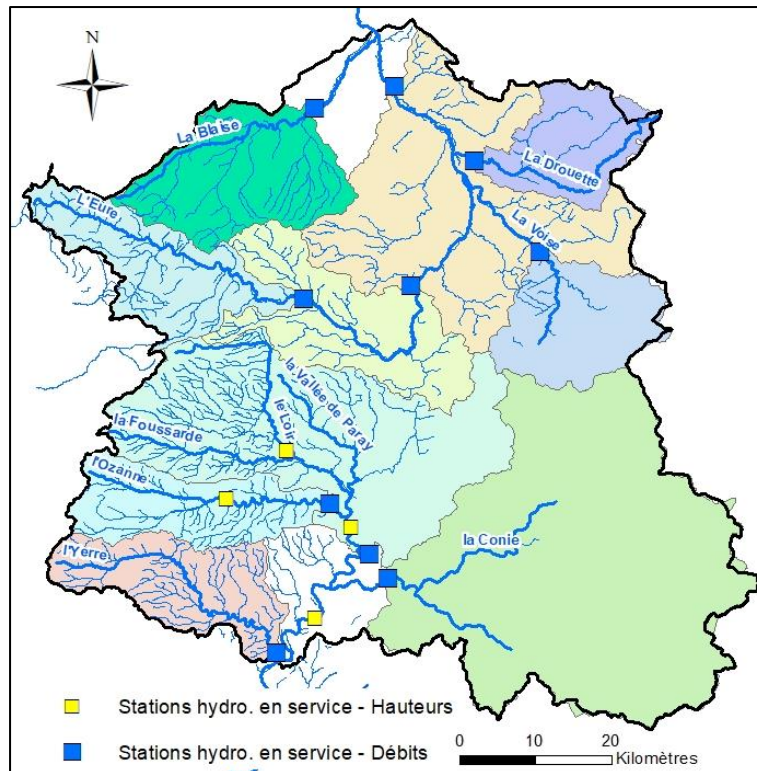 N
La Blaise
La Drouette
L'Eure
La Voise
la Vallée de Paray
le Loir
la Foussarde
l'Ozanne
la Conie
l'Yerre
Stations hydro. en service - Hauteurs
Stations hydro. en service - Débits
0 10 20
Kilomètres